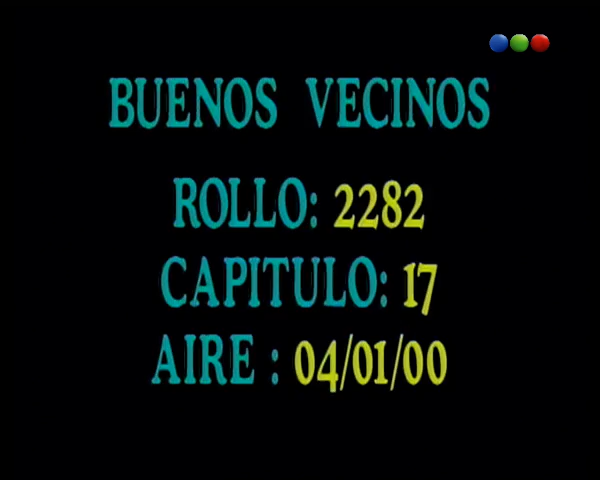 BUENOS VECINOS
ROLLO: 2282
CAPITULO: 17
AIRE : 04/01/00